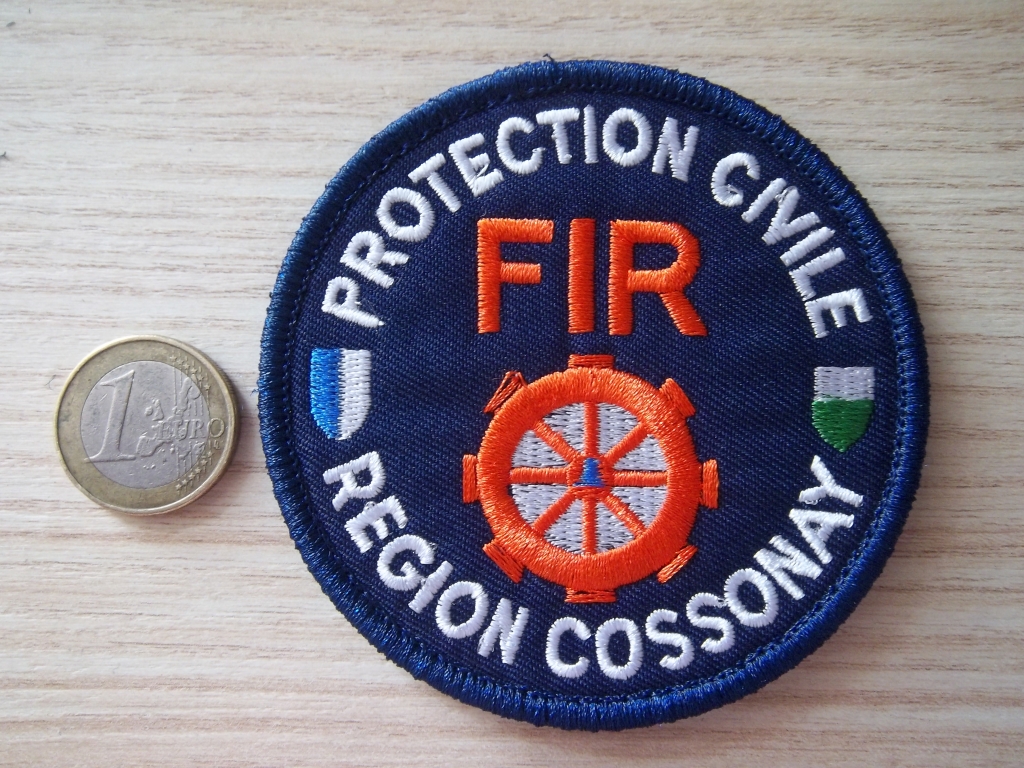 PROTECTION CIVILE
FIR
REGION COSSONAY
1 EURO